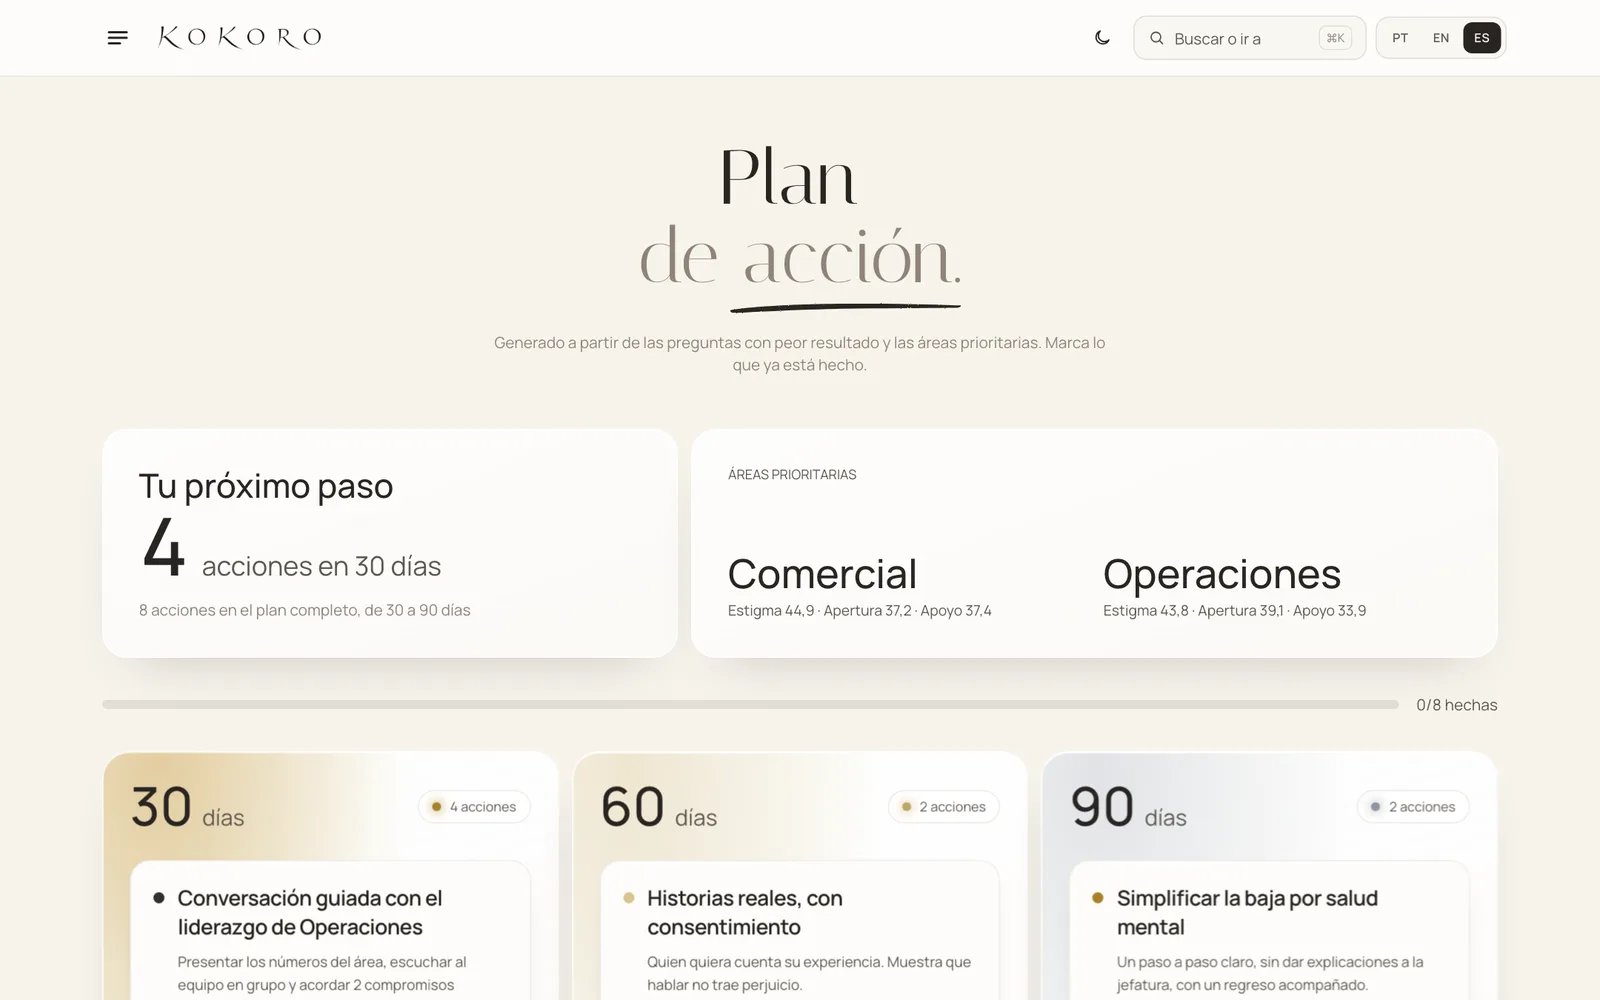 KOKORO
Buscar o ir a
⌘K
PT
EN
ES
Plan
de acción.
Generado a partir de las preguntas con peor resultado y las áreas prioritarias. Marca lo
que ya está hecho.
Tu próximo paso
4 acciones en 30 días
8 acciones en el plan completo, de 30 a 90 días
ÁREAS PRIORITARIAS
Comercial
Estigma 44,9 · Apertura 37,2 · Apoyo 37,4
Operaciones
Estigma 43,8 · Apertura 39,1 · Apoyo 33,9
0/8 hechas
30 días
4 acciones
Conversación guiada con el
liderazgo de Operaciones
Presentar los números del área, escuchar al
equipo en grupo y acordar 2 compromisos
60 días
2 acciones
Historias reales, con
consentimiento
Quien quiera cuenta su experiencia. Muestra que
hablar no trae perjuicio.
90 días
2 acciones
Simplificar la baja por salud
mental
Un paso a paso claro, sin dar explicaciones a la
jefatura, con un regreso acompañado.